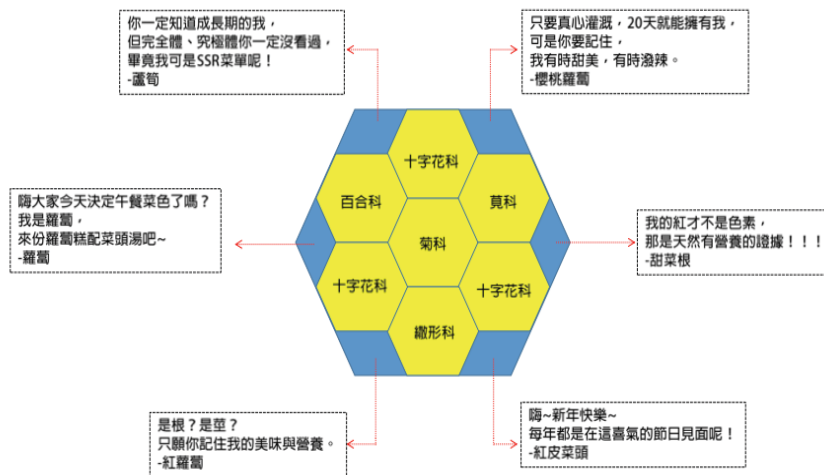 你一定知道成長期的我，
但完全體、究極體你一定沒看過，
畢竟我可是SSR菜單呢！
-蘆筍
只要真心灌溉，20天就能擁有我，
可是你要記住，
我有時甜美，有時潑辣。
-櫻桃蘿蔔
十字花科
百合科
莧科
嗨大家今天決定午餐菜色了嗎？
我是蘿蔔，
來份蘿蔔糕配菜頭湯吧~
-蘿蔔
菊科
我的紅才不是色素，
那是天然有營養的證據！！！
-甜菜根
十字花科
十字花科
繖形科
是根？是莖？
只願你記住我的美味與營養。
-紅蘿蔔
嗨~新年快樂~
每年都是在這喜氣的節日見面呢！
-紅皮菜頭